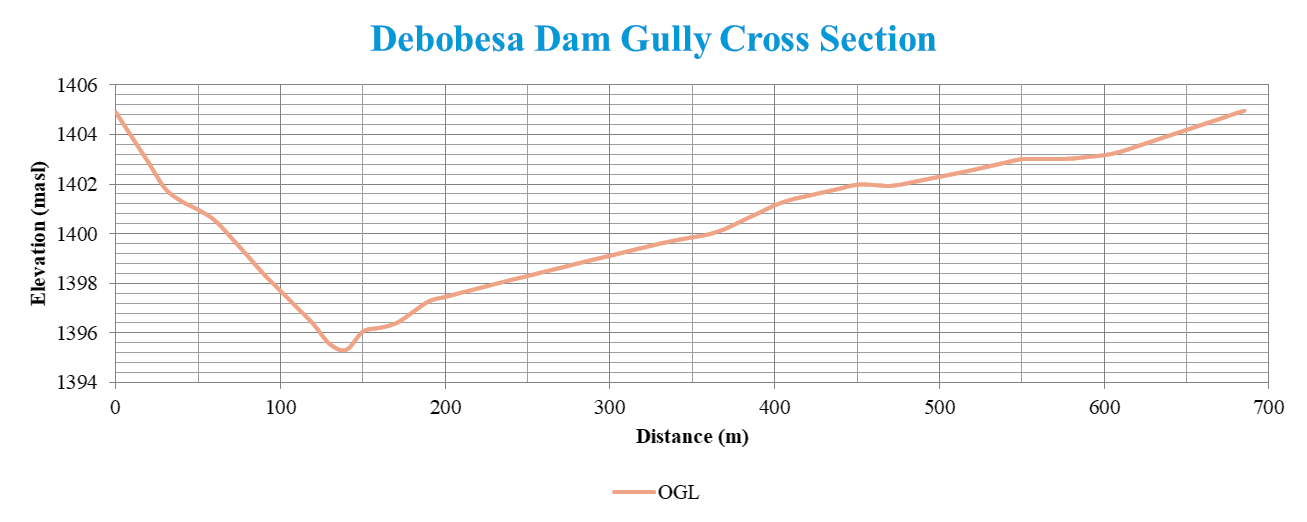 Debobesa Dam Gully Cross Section
1406
1404
1402
1400
1398
1396
1394
Elevation (masl)
0 100 200 300 400 500 600 700
Distance (m)
OGL